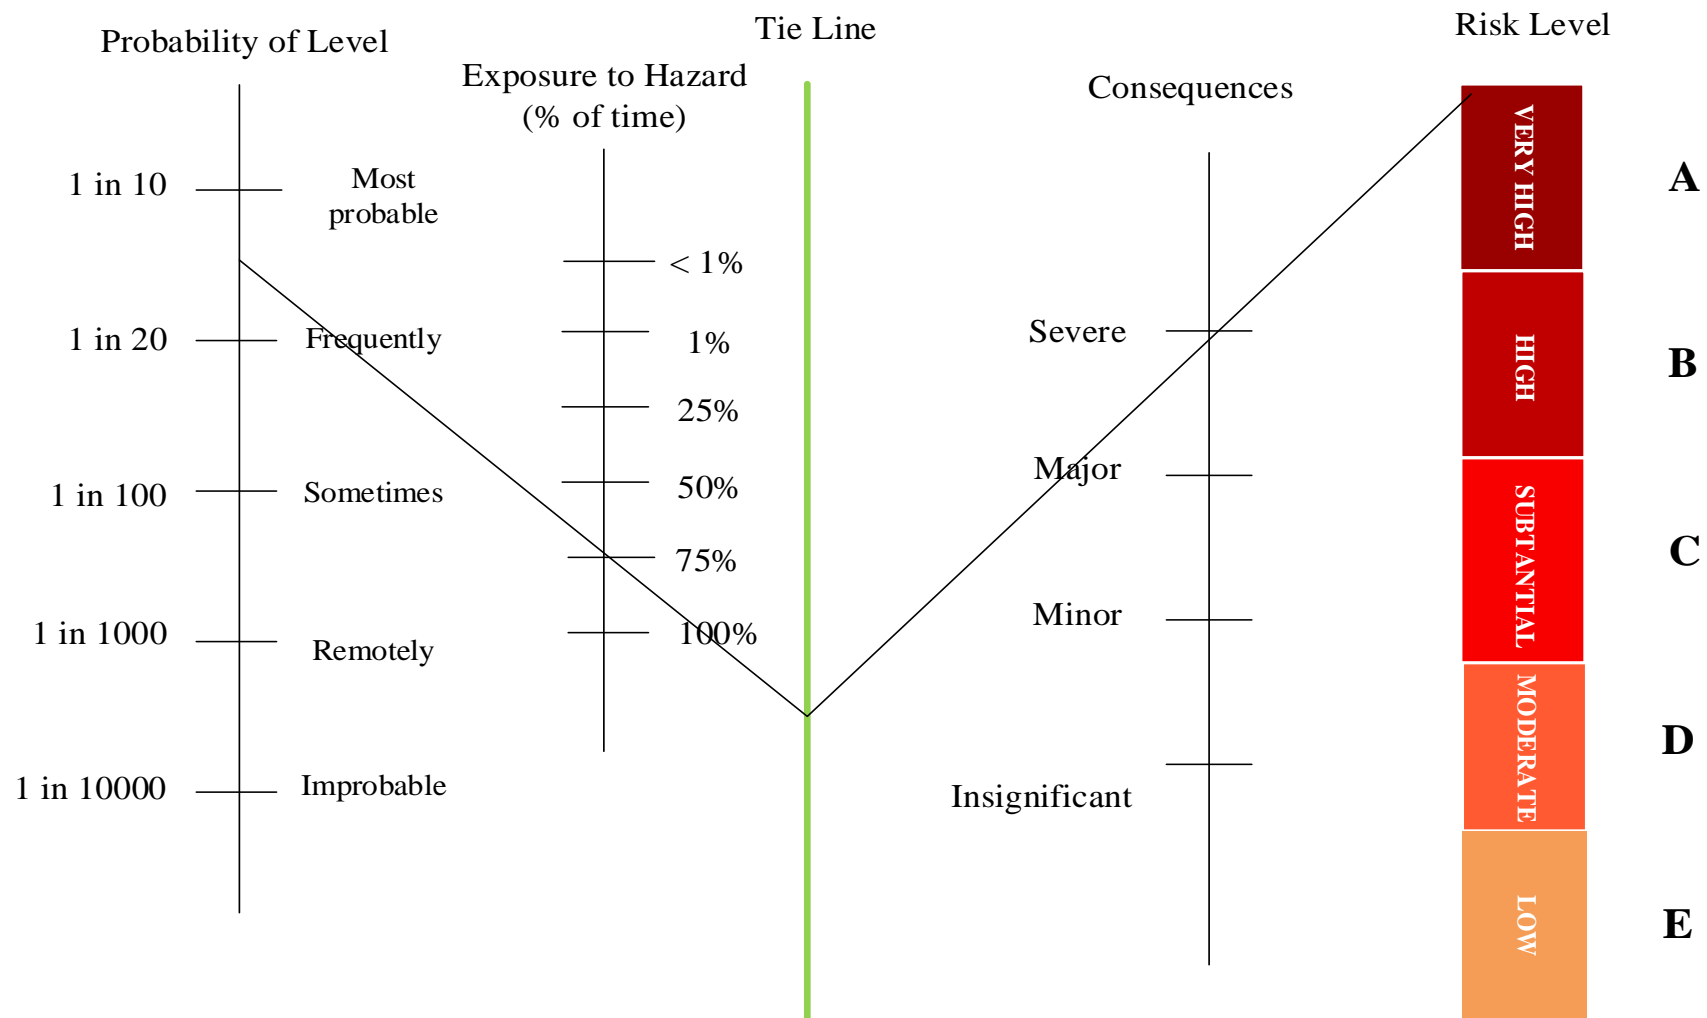 Probability of Level
Exposure to Hazard
(% of time)
Tie Line
Consequences
Risk Level
1 in 10
Most
probable
1 in 20
Frequently
1 in 100
Sometimes
1 in 1000
Remotely
1 in 10000
Improbable
< 1%
1%
25%
50%
75%
100%
Severe
Major
Minor
Insignificant
VERY HIGH
A
HIGH
B
SUBTANTIAL
C
MODERATE
D
LOW
E